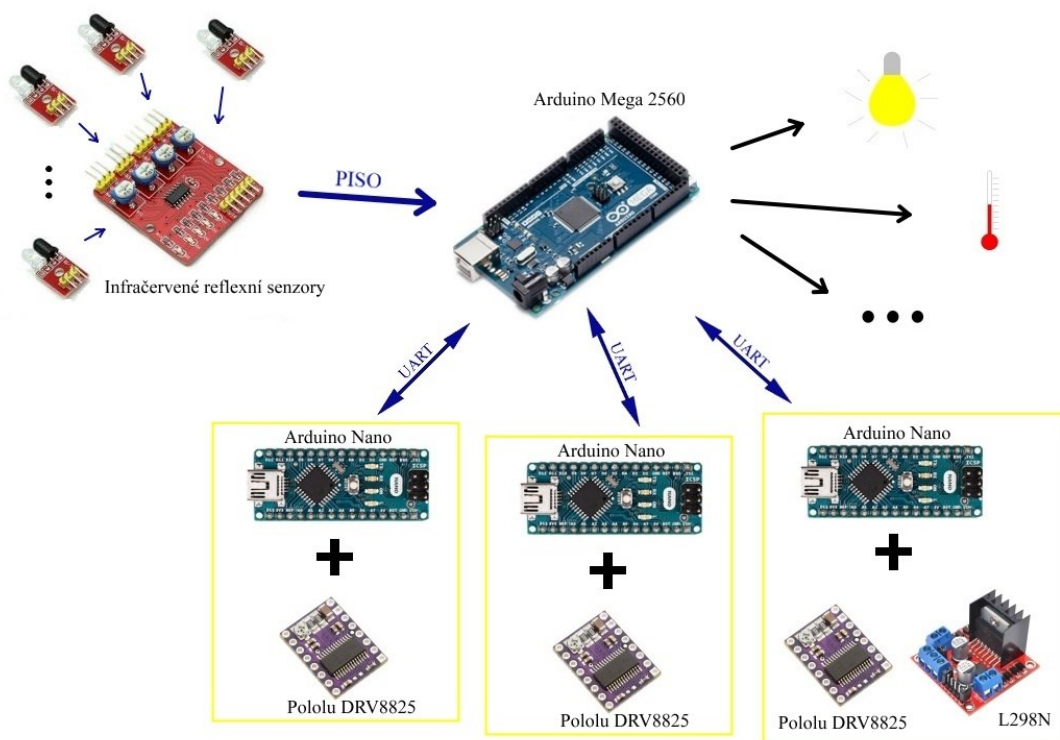 Arduino Mega 2560
PISO
Infračervené reflexní senzory
UART
UART
UART
Arduino Nano
Arduino Nano
Arduino Nano
Pololu DRV8825
Pololu DRV8825
Pololu DRV8825
L298N